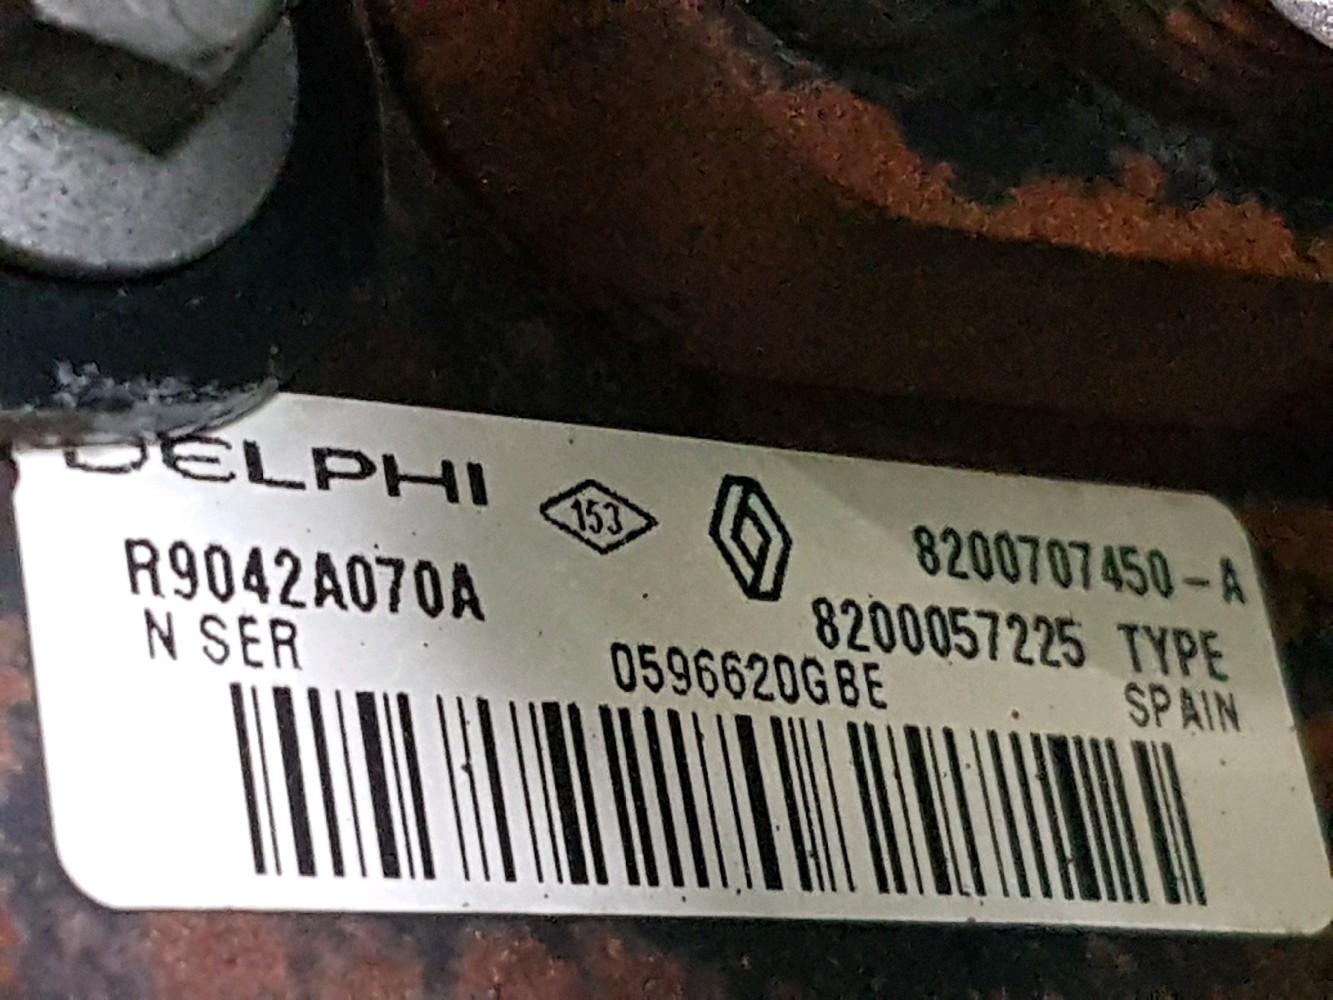 DELPHI
153
8200707450-A
R9042A070A
8200057225 TYPE
N SER
0596620GBE
SPAIN